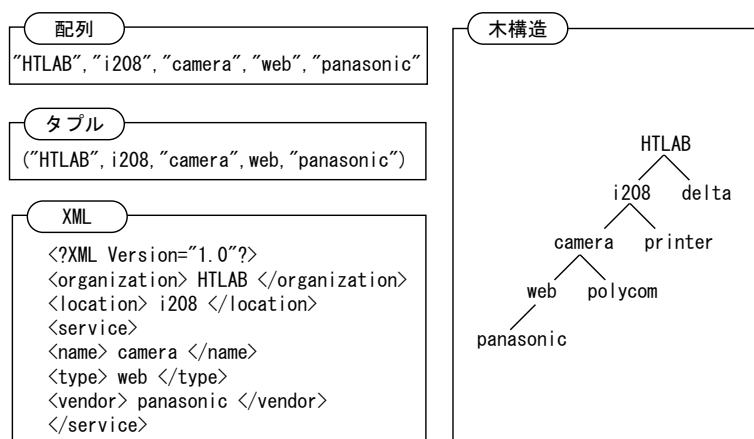 配列
"HTLAB","i208","camera","web","panasonic"
タプル
("HTLAB",i208,"camera",web,"panasonic")
XML
<?XML Version="1.0"?>
<organization> HTLAB </organization>
<location> i208 </location>
<service>
<name> camera </name>
<type> web </type>
<vendor> panasonic </vendor>
</service>
木構造
HTLAB
i208 delta
camera printer
web polycom
panasonic